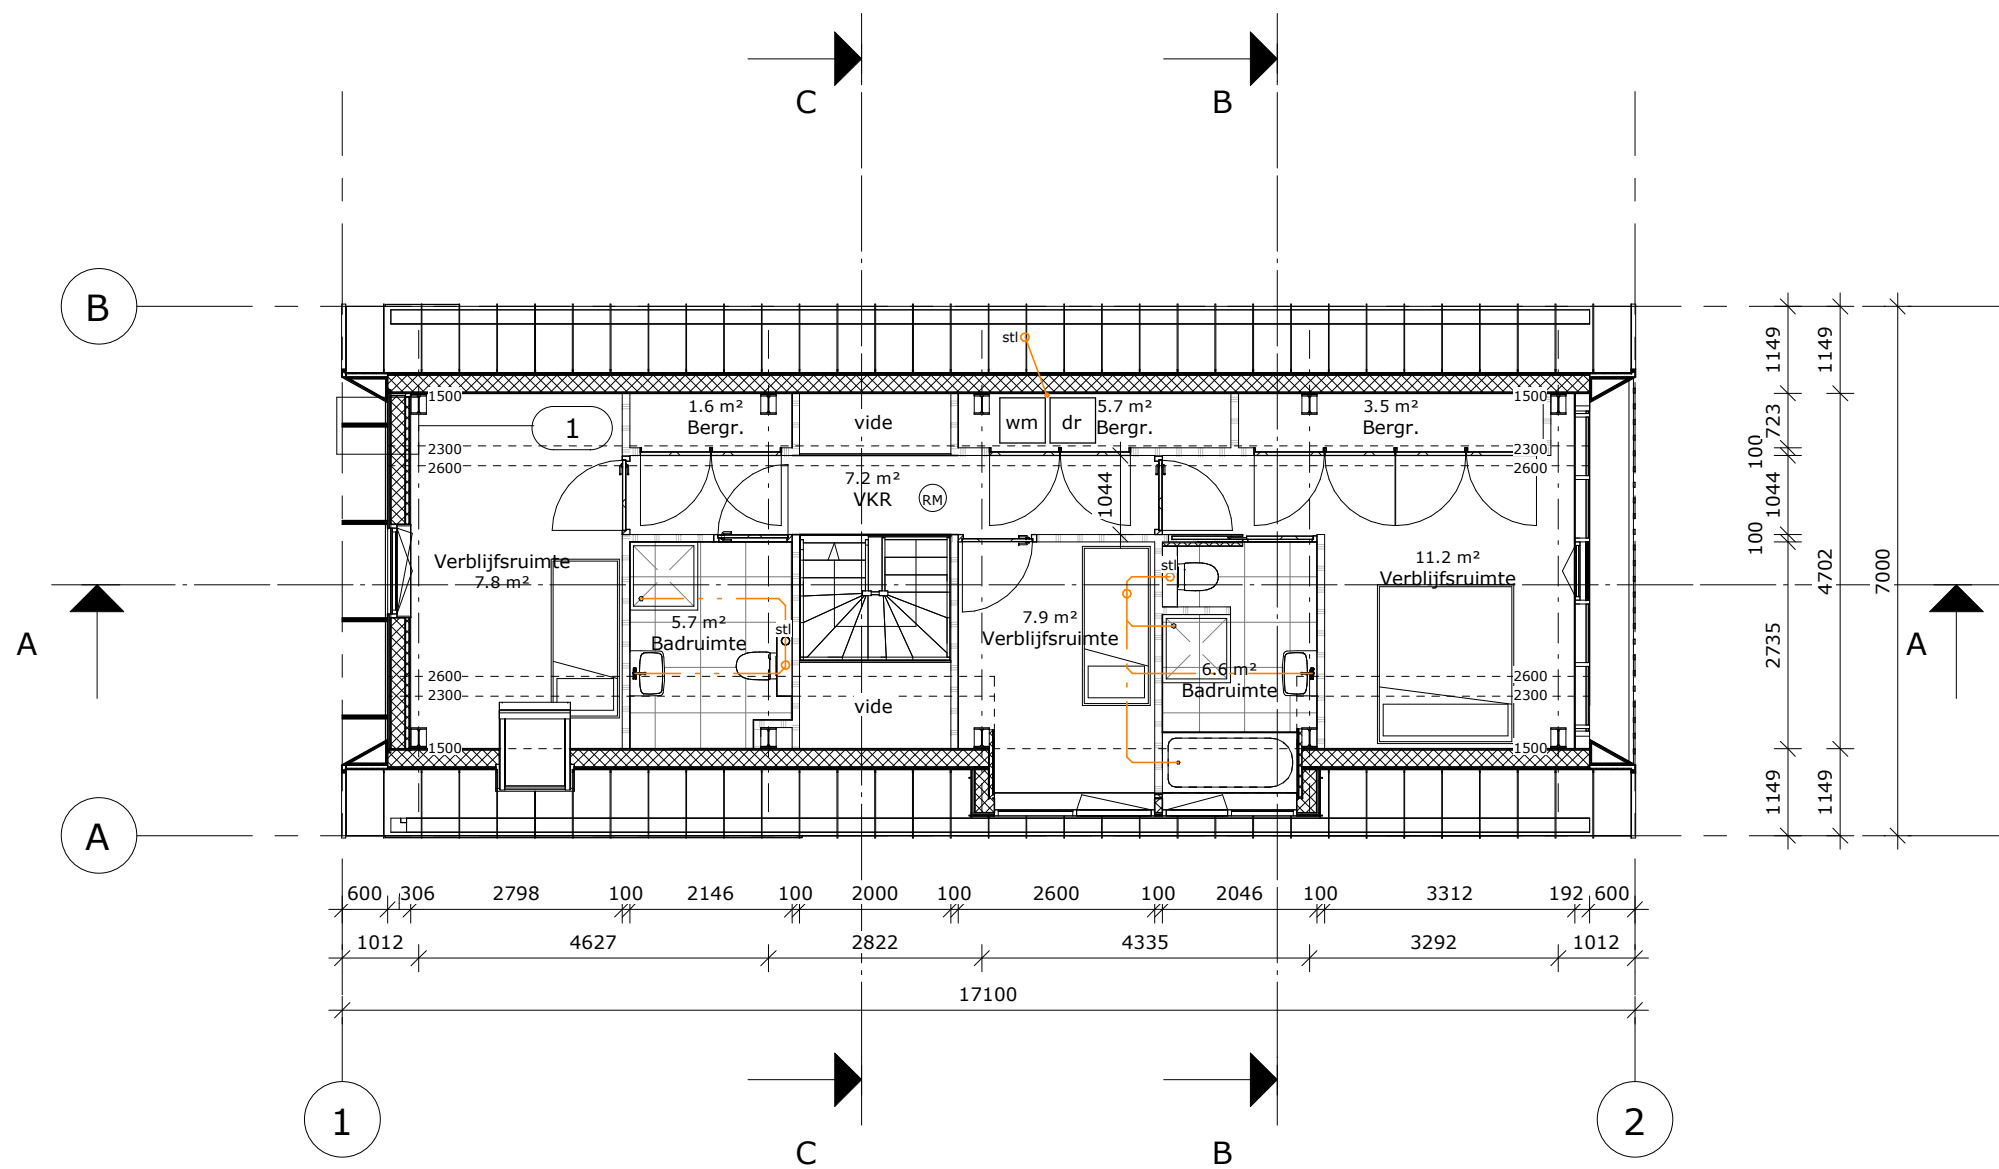 C
B
B
1149
1149
stl
1500
1.6 m²
Bergr.
vide
wm
dr
5.7 m²
Bergr.
3.5 m²
Bergr.
1500
1
723
2300
2600
2300
2600
100
7.2 m²
VKR
RM
1044
1044
100
Verblijfsruimte
7.8 m²
stl
11.2 m²
Verblijfsruimte
4702
7000
A
5.7 m²
Badruimte
stl
7.9 m²
Verblijfsruimte
6.6 m²
Badruimte
2735
A
2600
2300
vide
2600
2300
1500
1500
1149
1149
A
600
306
2798
100
2146
100
2000
100
2600
100
2046
100
3312
192
600
1012
4627
2822
4335
3292
1012
17100
1
2
C
B